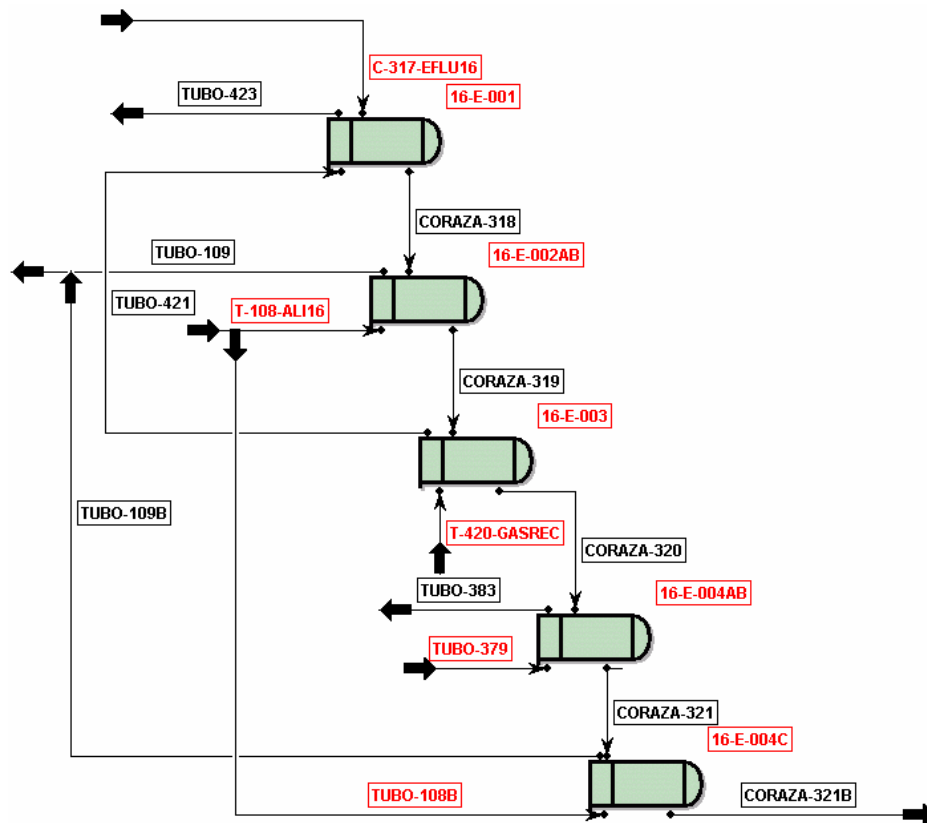 C-317-EFLU16
TUBO-423
16-E-001
CORAZA-318
TUBO-109
16-E-002AB
TUBO-421
T-108-ALI16
CORAZA-319
16-E-003
TUBO-109B
T-420-GASREC
CORAZA-320
TUBO-383
16-E-004AB
TUBO-379
CORAZA-321
16-E-004C
TUBO-108B
CORAZA-321B